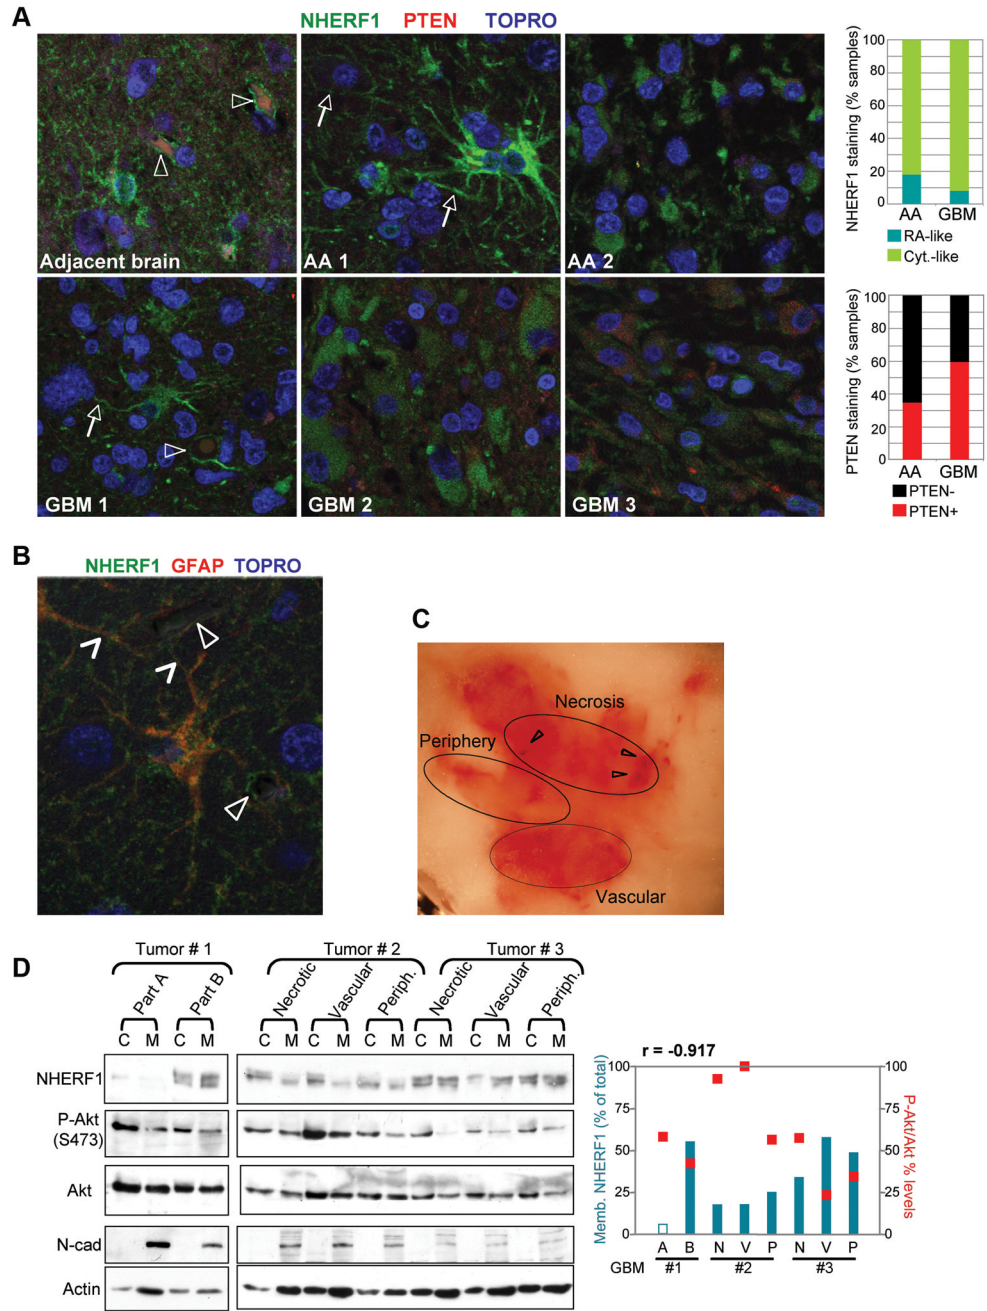 A
NHERF1 PTEN TOPRO
Adjacent brain
AA 1
AA 2
GBM 1
GBM 2
GBM 3
NHERF1 staining (% samples)
100
80
60
40
20
0
AA GBM
RA-like
Cyt.-like
PTEN staining (% samples)
100
80
60
40
20
0
AA GBM
PTEN-
PTEN+
B
NHERF1 GFAP TOPRO
C
Necrosis
Periphery
Vascular
D
Tumor # 1 Tumor # 2 Tumor # 3
Part A Part B Necrotic Vascular Periph. Necrotic Vascular Periph.
C M C M C M C M C M C M C M C M
NHERF1
P-Akt
(S473)
Akt
N-cad
Actin
r = -0.917
Memb. NHERF1 (% of total)
100
75
50
25
0
P-Akt/Akt % levels
100
75
50
25
0
A B N V P N V P
GBM #1 #2 #3